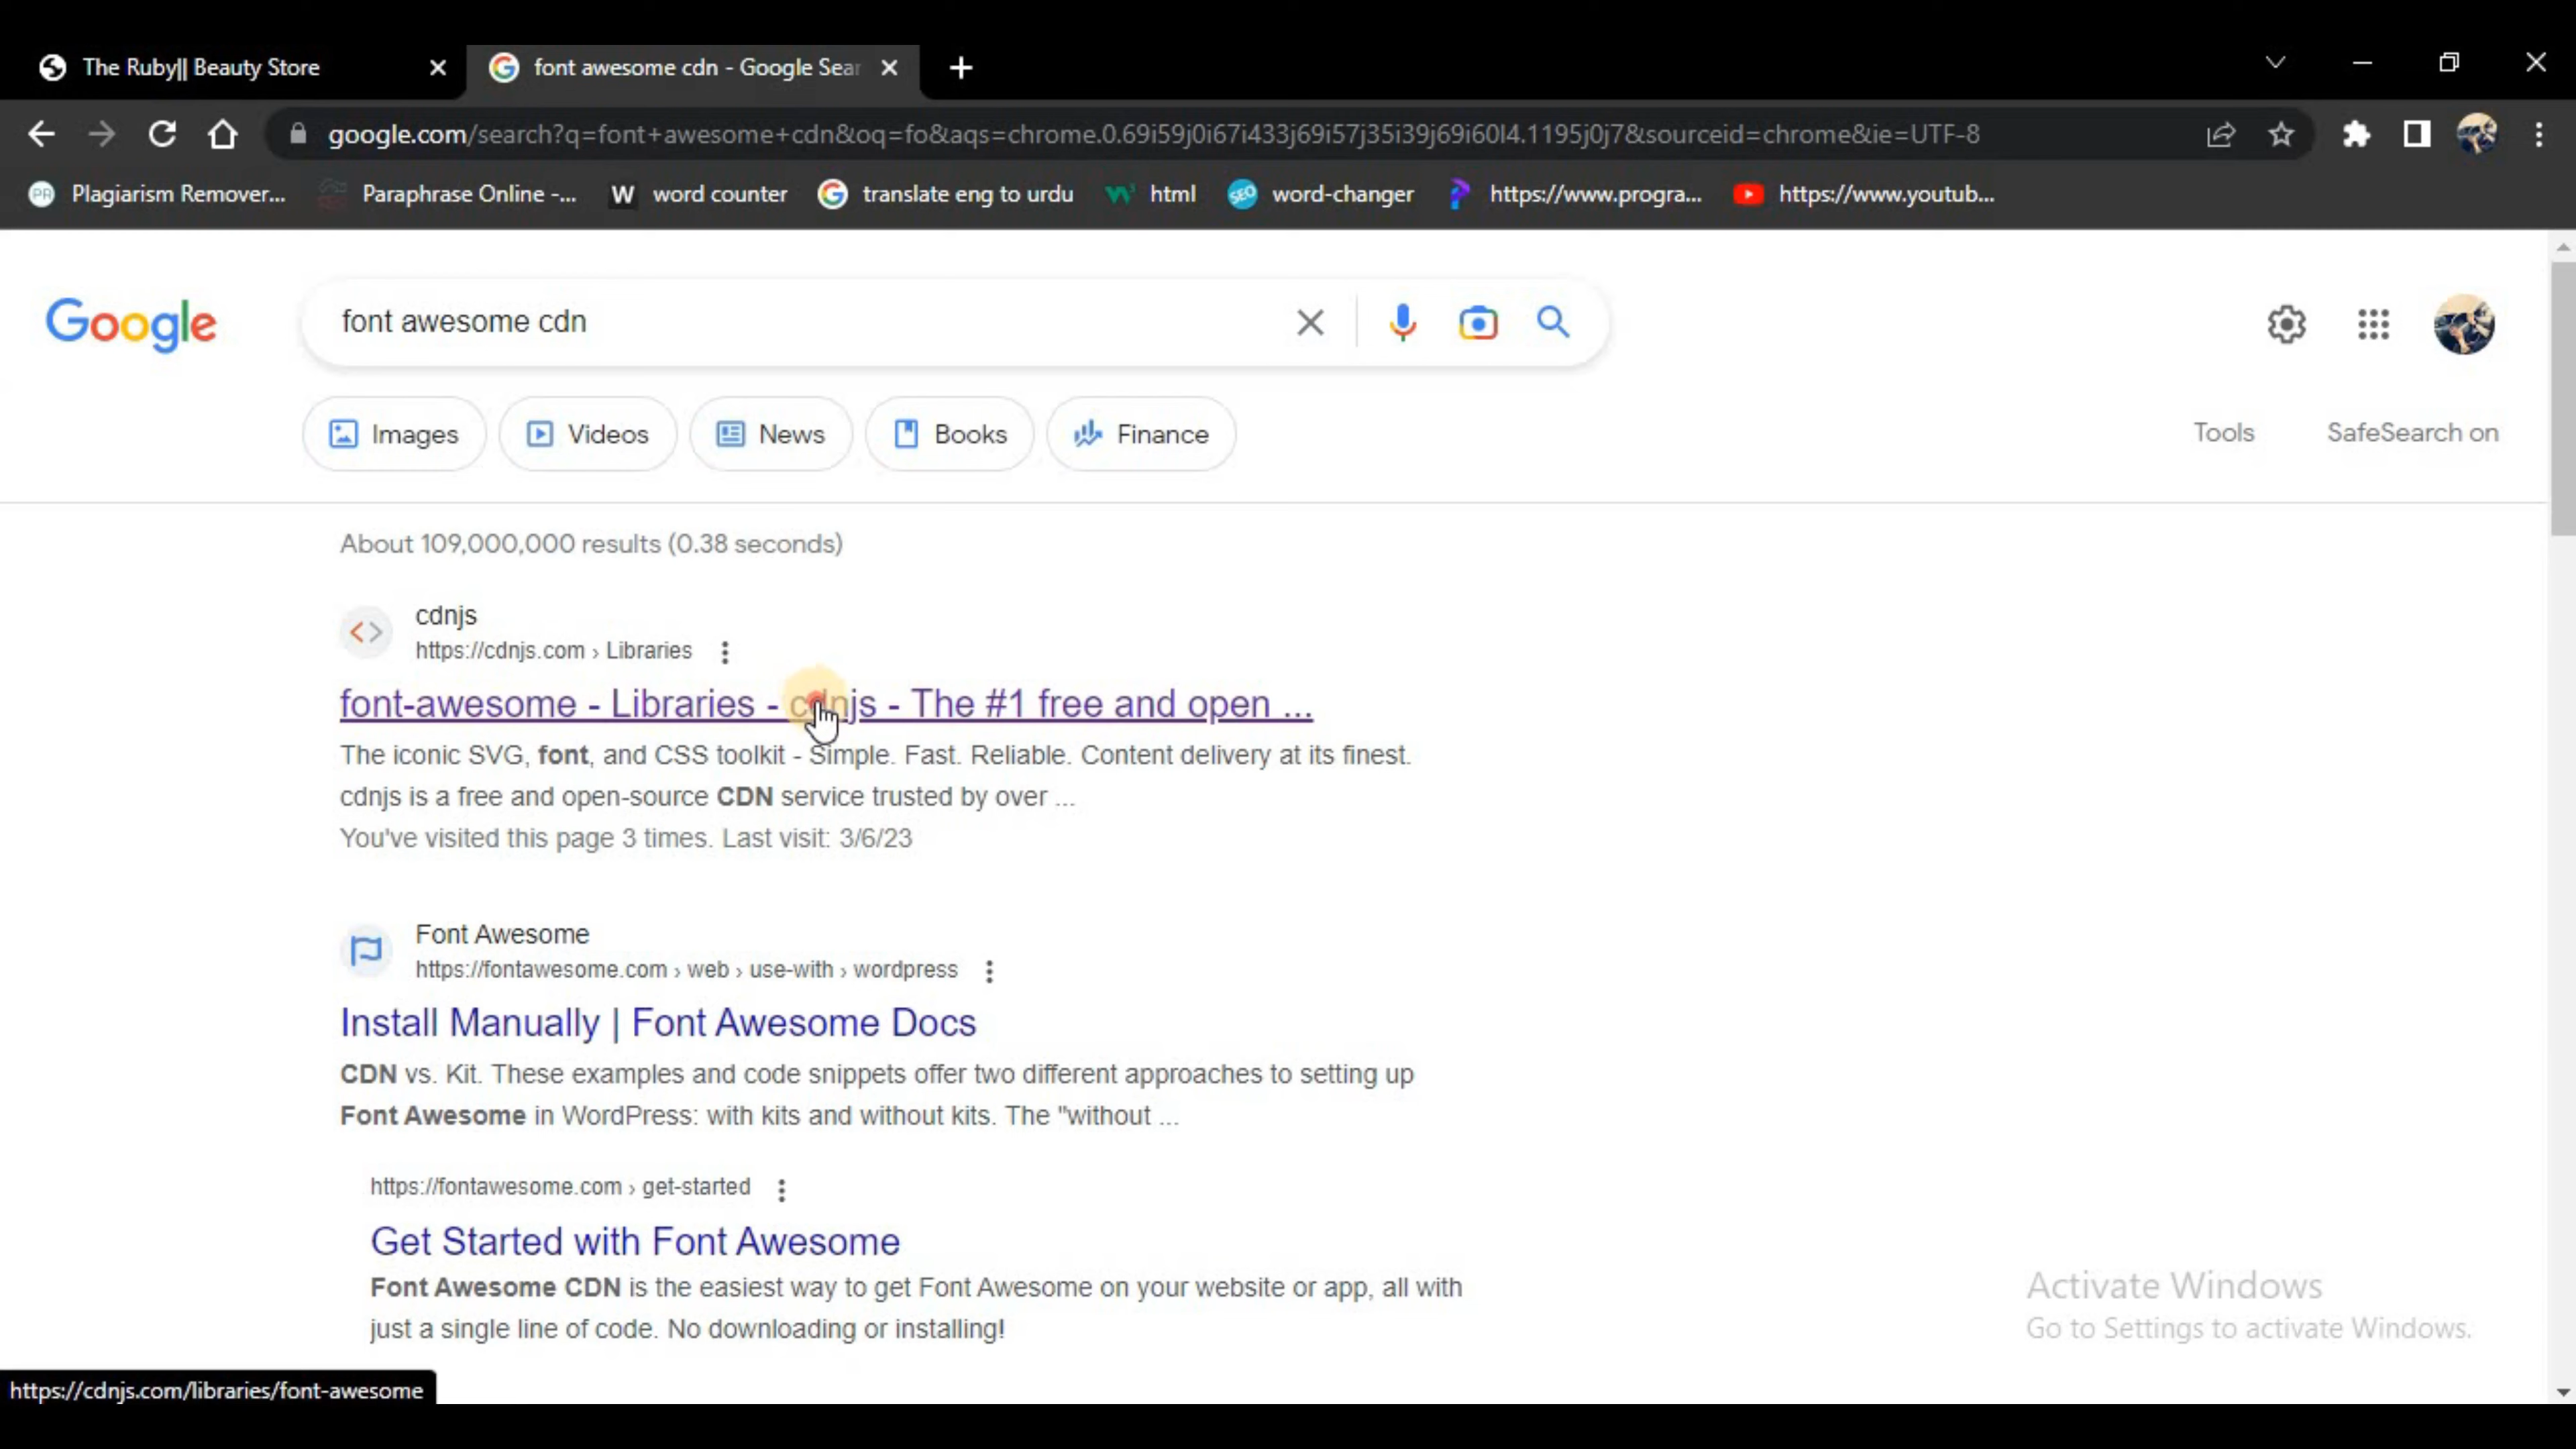 The Ruby|| Beauty Store
font awesome cdn - Google Sear
google.com/search?q=font+awesome+cdn&oq=fo&aqs=chrome.0.69i59j0i67i433j69i57j35i39j69i60l4.1195j0j7&sourceid=chrome&ie=UTF-8
PR Plagiarism Remover... Paraphrase Online -... W word counter translate eng to urdu html SEO word-changer https://www.progra... https://www.youtub...
Google
font awesome cdn
Images Videos News Books Finance Tools SafeSearch on
About 109,000,000 results (0.38 seconds)
cdnjs
https://cdnjs.com › Libraries
font-awesome - Libraries - cdnjs - The #1 free and open ...
The iconic SVG, font, and CSS toolkit - Simple. Fast. Reliable. Content delivery at its finest.
cdnjs is a free and open-source CDN service trusted by over ...
You've visited this page 3 times. Last visit: 3/6/23
Font Awesome
https://fontawesome.com › web › use-with › wordpress
Install Manually | Font Awesome Docs
CDN vs. Kit. These examples and code snippets offer two different approaches to setting up
Font Awesome in WordPress: with kits and without kits. The "without ...
https://fontawesome.com › get-started
Get Started with Font Awesome
Font Awesome CDN is the easiest way to get Font Awesome on your website or app, all with
just a single line of code. No downloading or installing!
Activate Windows
Go to Settings to activate Windows.
https://cdnjs.com/libraries/font-awesome